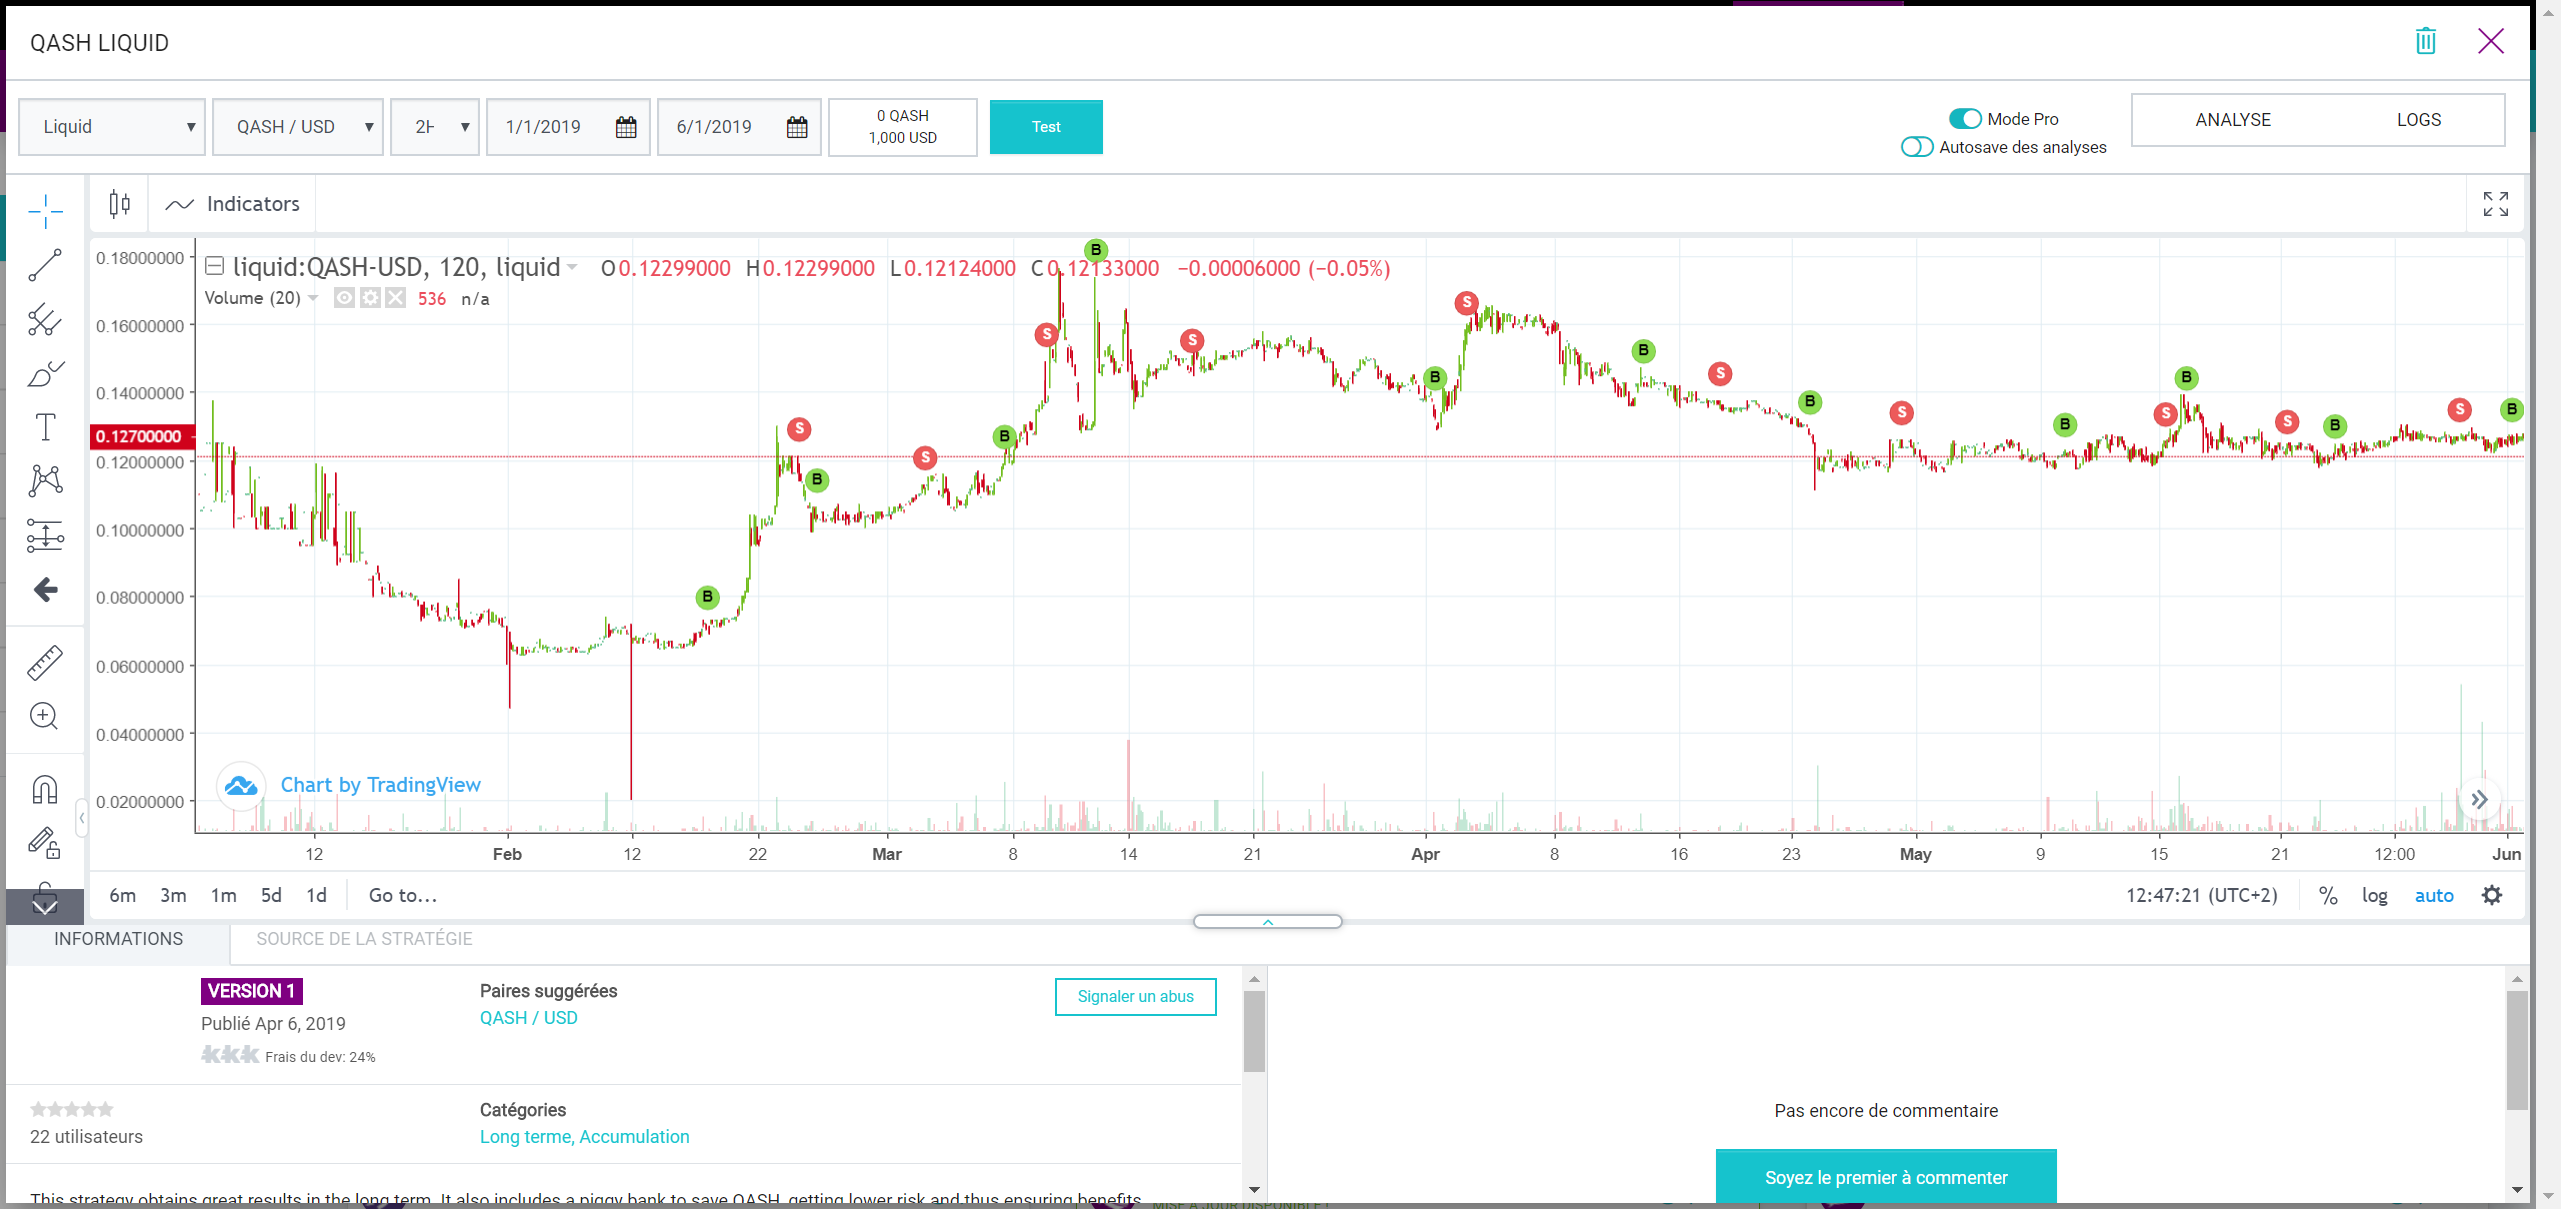 QASH LIQUID
Liquid QASH / USD 2H 1/1/2019 6/1/2019
0 QASH
1,000 USD
Test
Mode Pro
Autosave des analyses
ANALYSE LOGS
Indicators
liquid:QASH-USD, 120, liquid O0.12299000 H0.12299000 L0.12124000 C0.12133000 −0.00006000 (−0.05%)
Volume (20) 536 n/a
0.18000000
0.16000000
0.14000000
0.12700000
0.12000000
0.10000000
0.08000000
0.06000000
0.04000000
0.02000000
B S B S B S B S B S B S B S B S B S B S B
Chart by TradingView
12 Feb 12 22 Mar 8 14 21 Apr 8 16 23 May 9 15 21 12:00 Jun
6m 3m 1m 5d 1d Go to... 12:47:21 (UTC+2) % log auto
INFORMATIONS SOURCE DE LA STRATÉGIE
VERSION 1
Publié Apr 6, 2019
Frais du dev: 24%
Paires suggérées
QASH / USD
Signaler un abus
22 utilisateurs
Catégories
Long terme, Accumulation
This strategy obtains great results in the long term. It also includes a piggy bank to save QASH, getting lower risk and thus ensuring benefits
Pas encore de commentaire
Soyez le premier à commenter
MISE À JOUR DISPONIBLE !